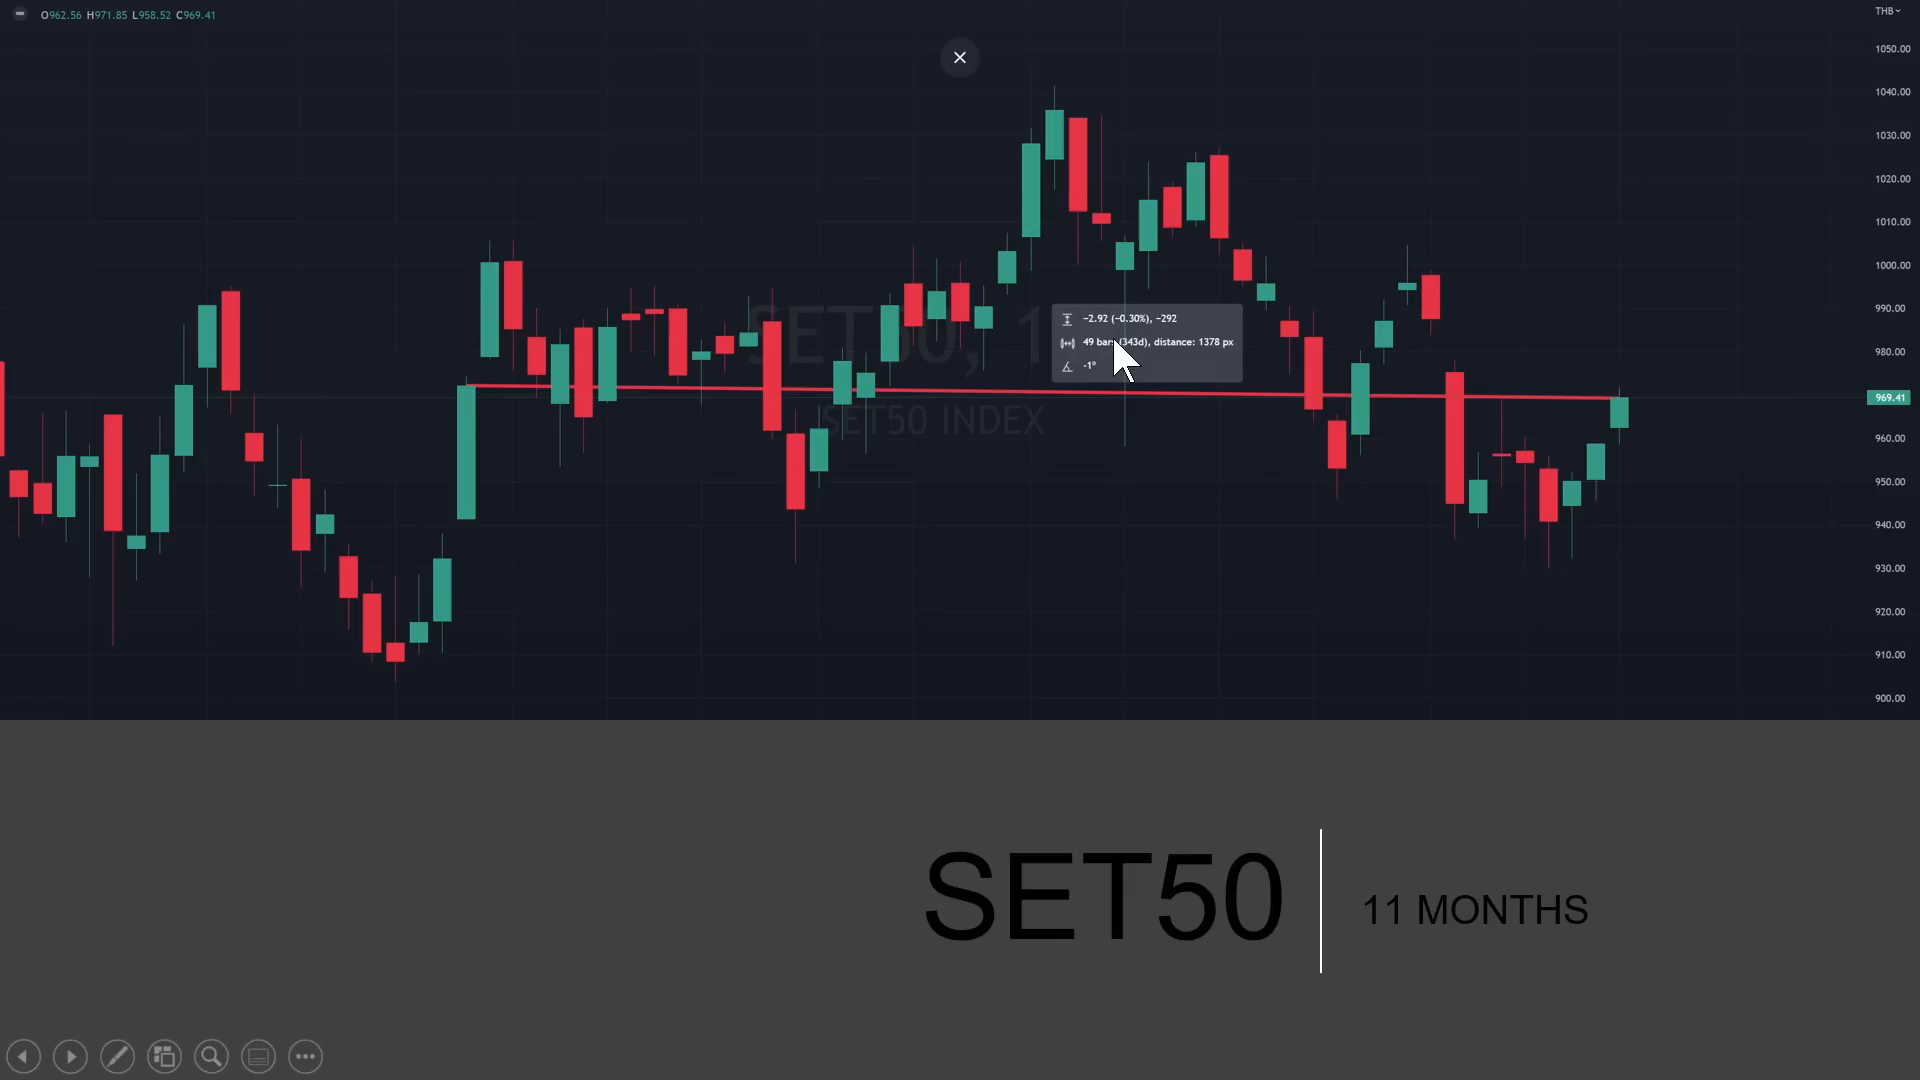 O962.56 H971.85 L958.52 C969.41
THB
1050.00
1040.00
1030.00
1020.00
1010.00
1000.00
990.00
980.00
969.41
960.00
950.00
940.00
930.00
920.00
910.00
900.00
SET50, 1
SET50 INDEX
−2.92 (−0.30%), −292
49 bars (343d), distance: 1378 px
-1°
SET50
11 MONTHS